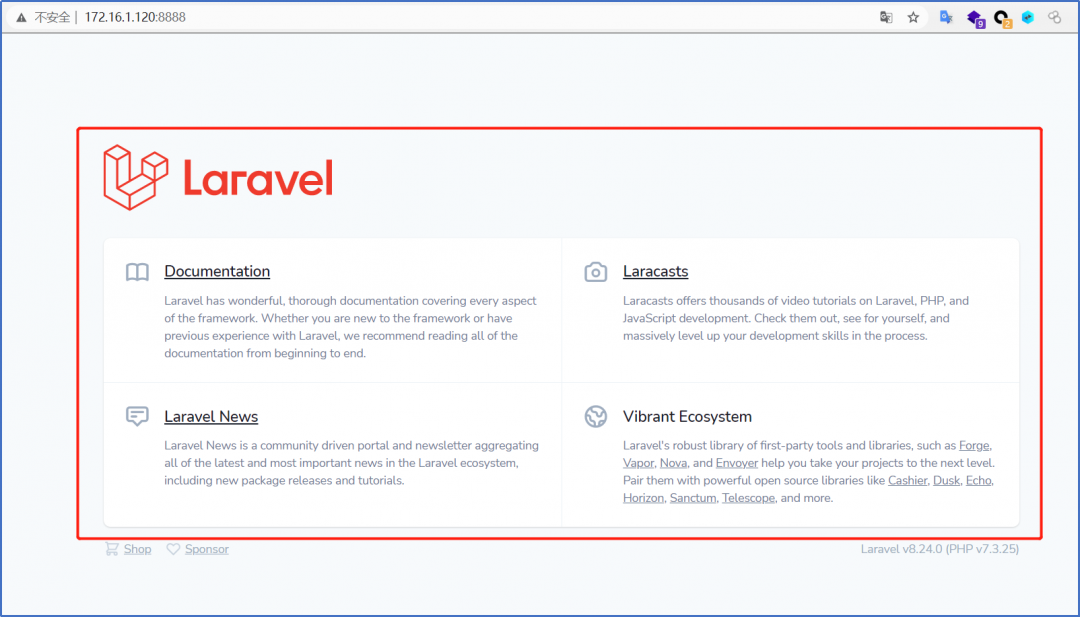 不安全 | 172.16.1.120:8888
9
2
Laravel
Documentation
Laravel has wonderful, thorough documentation covering every aspect
of the framework. Whether you are new to the framework or have
previous experience with Laravel, we recommend reading all of the
documentation from beginning to end.
Laracasts
Laracasts offers thousands of video tutorials on Laravel, PHP, and
JavaScript development. Check them out, see for yourself, and
massively level up your development skills in the process.
Laravel News
Laravel News is a community driven portal and newsletter aggregating
all of the latest and most important news in the Laravel ecosystem,
including new package releases and tutorials.
Vibrant Ecosystem
Laravel's robust library of first-party tools and libraries, such as Forge,
Vapor, Nova, and Envoyer help you take your projects to the next level.
Pair them with powerful open source libraries like Cashier, Dusk, Echo,
Horizon, Sanctum, Telescope, and more.
Shop
Sponsor
Laravel v8.24.0 (PHP v7.3.25)